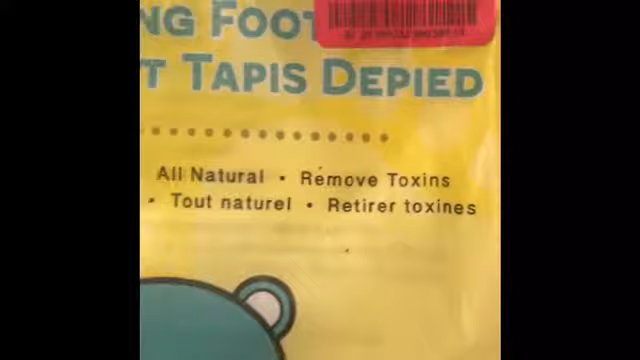 NG FOOT
T TAPIS DEPIED
All Natural • Remove Toxins
• Tout naturel • Retirer toxines